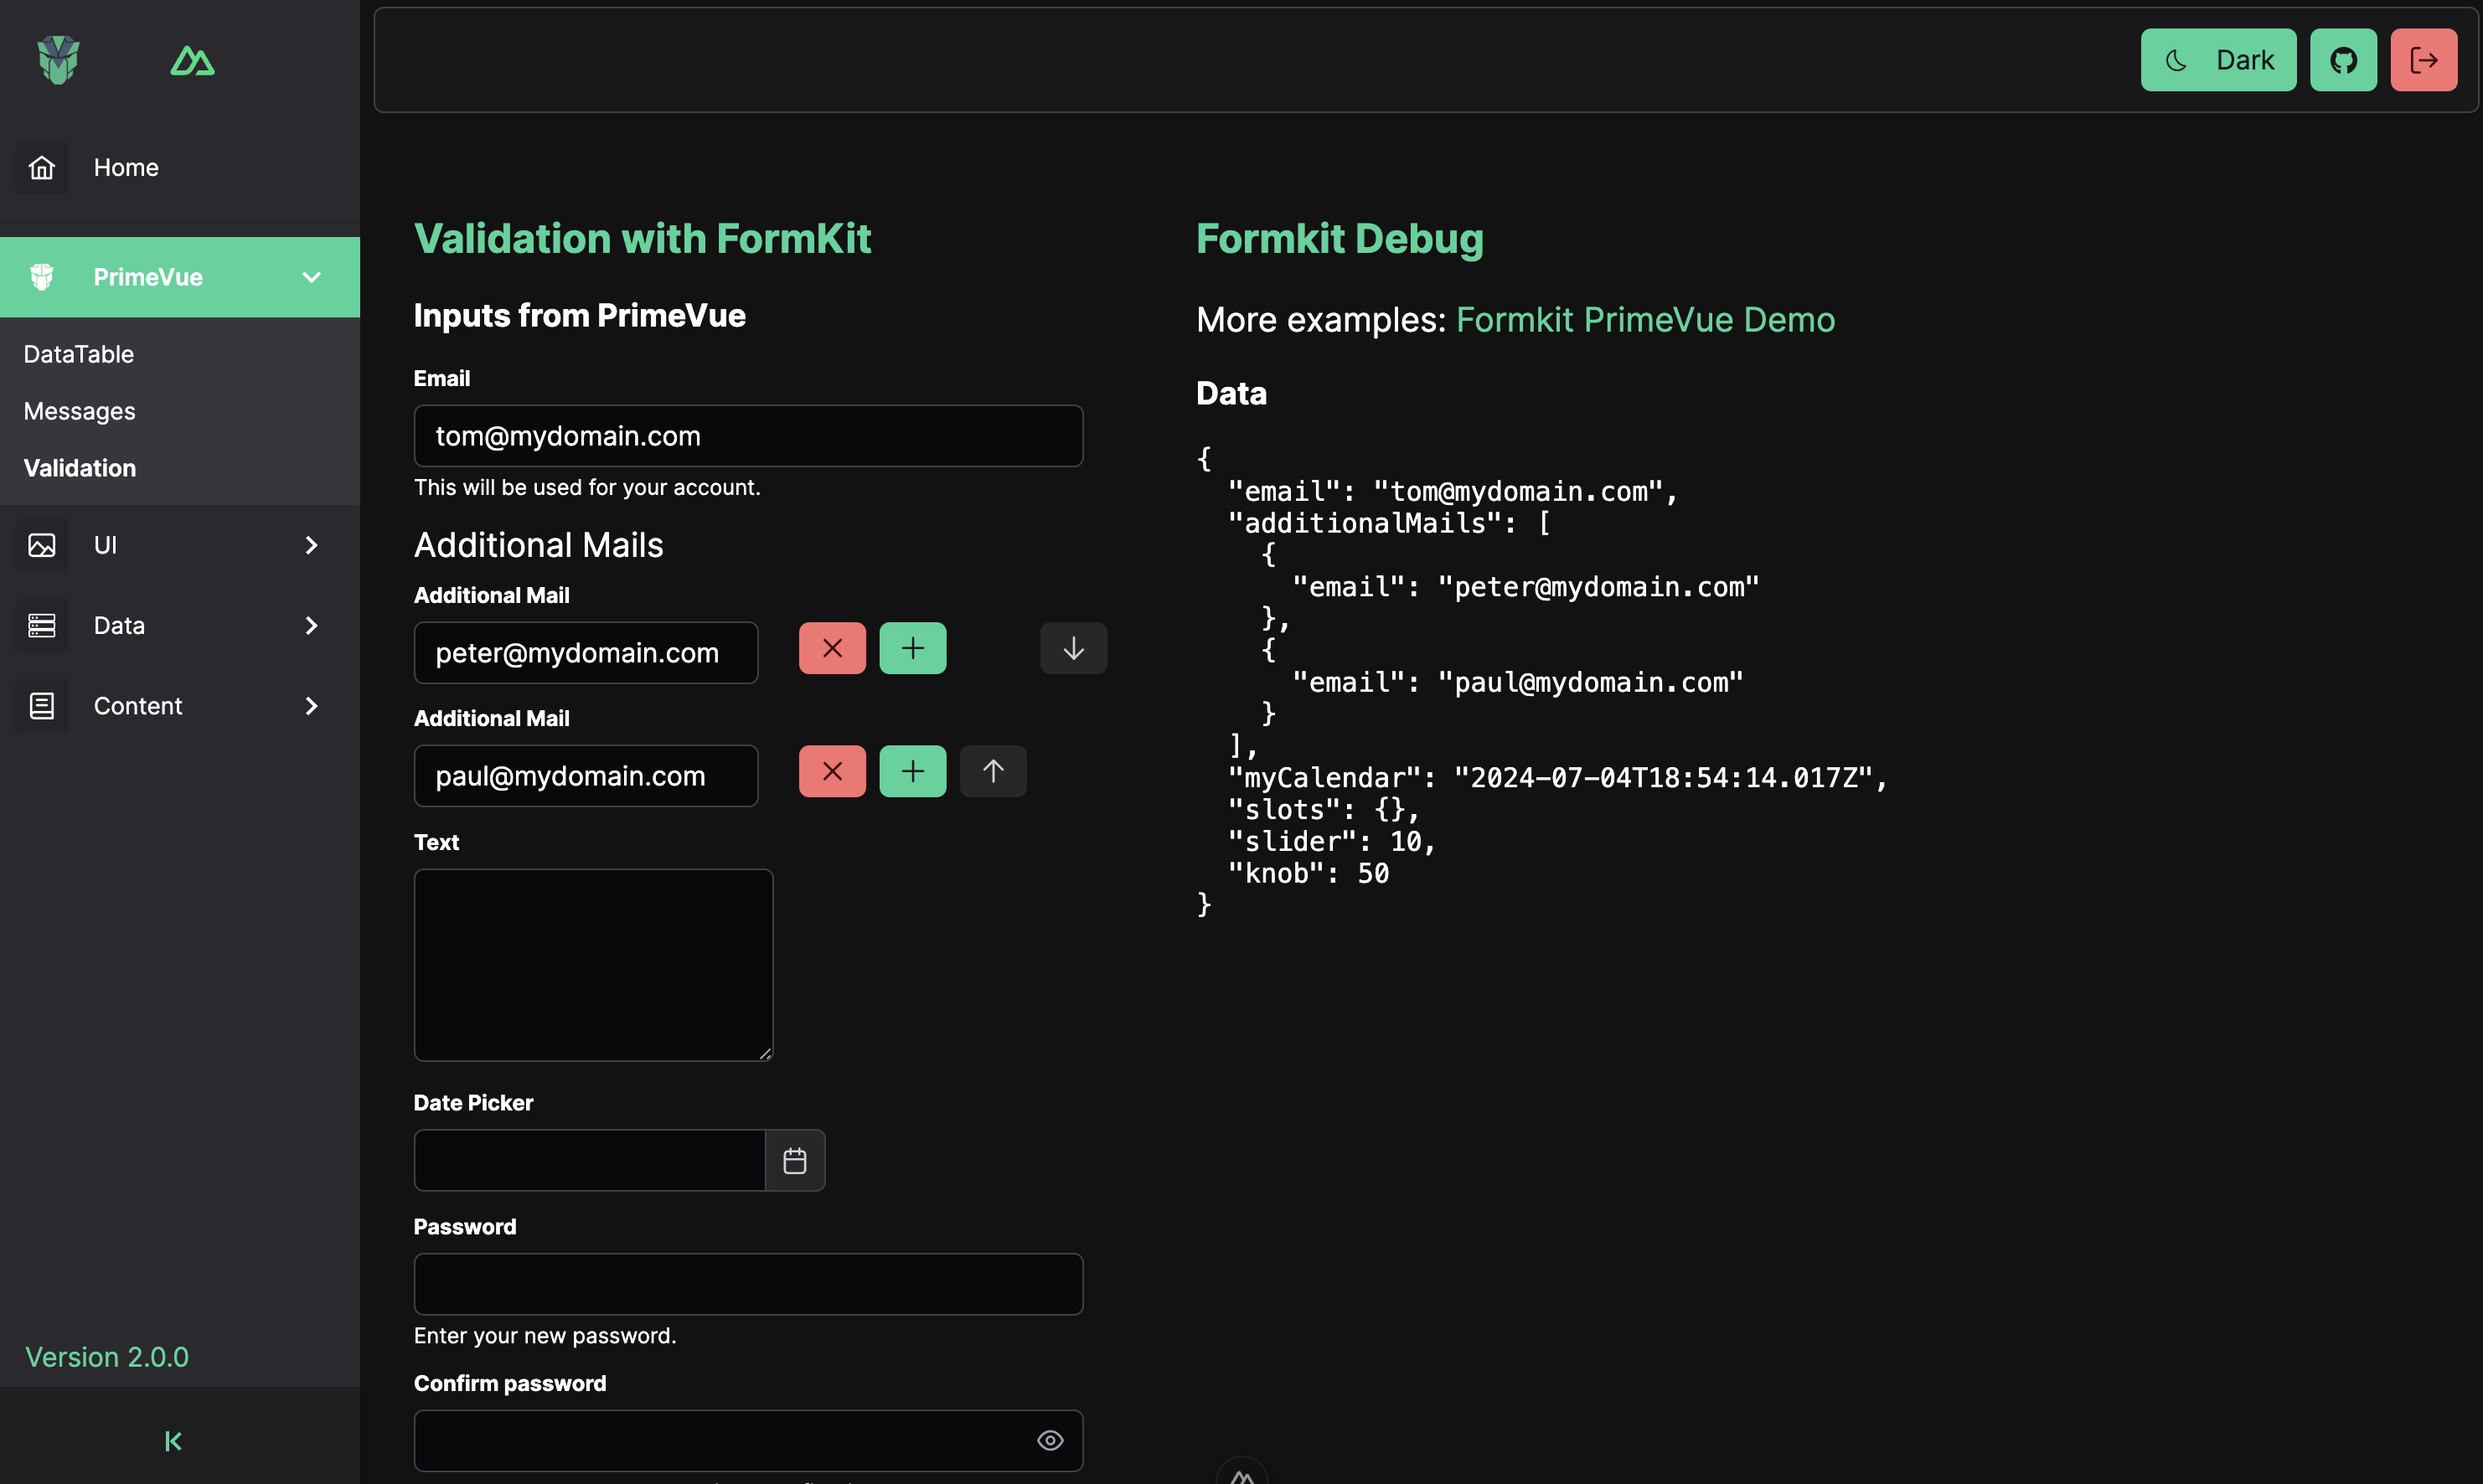 Home
PrimeVue
DataTable
Messages
Validation
UI
Data
Content
Version 2.0.0
Dark
Validation with FormKit
Inputs from PrimeVue
Email
tom@mydomain.com
This will be used for your account.
Additional Mails
Additional Mail
peter@mydomain.com
Additional Mail
paul@mydomain.com
Text
Date Picker
Password
Enter your new password.
Confirm password
Formkit Debug
More examples: Formkit PrimeVue Demo
Data
{
  "email": "tom@mydomain.com",
  "additionalMails": [
    {
      "email": "peter@mydomain.com"
    },
    {
      "email": "paul@mydomain.com"
    }
  ],
  "myCalendar": "2024-07-04T18:54:14.017Z",
  "slots": {},
  "slider": 10,
  "knob": 50
}